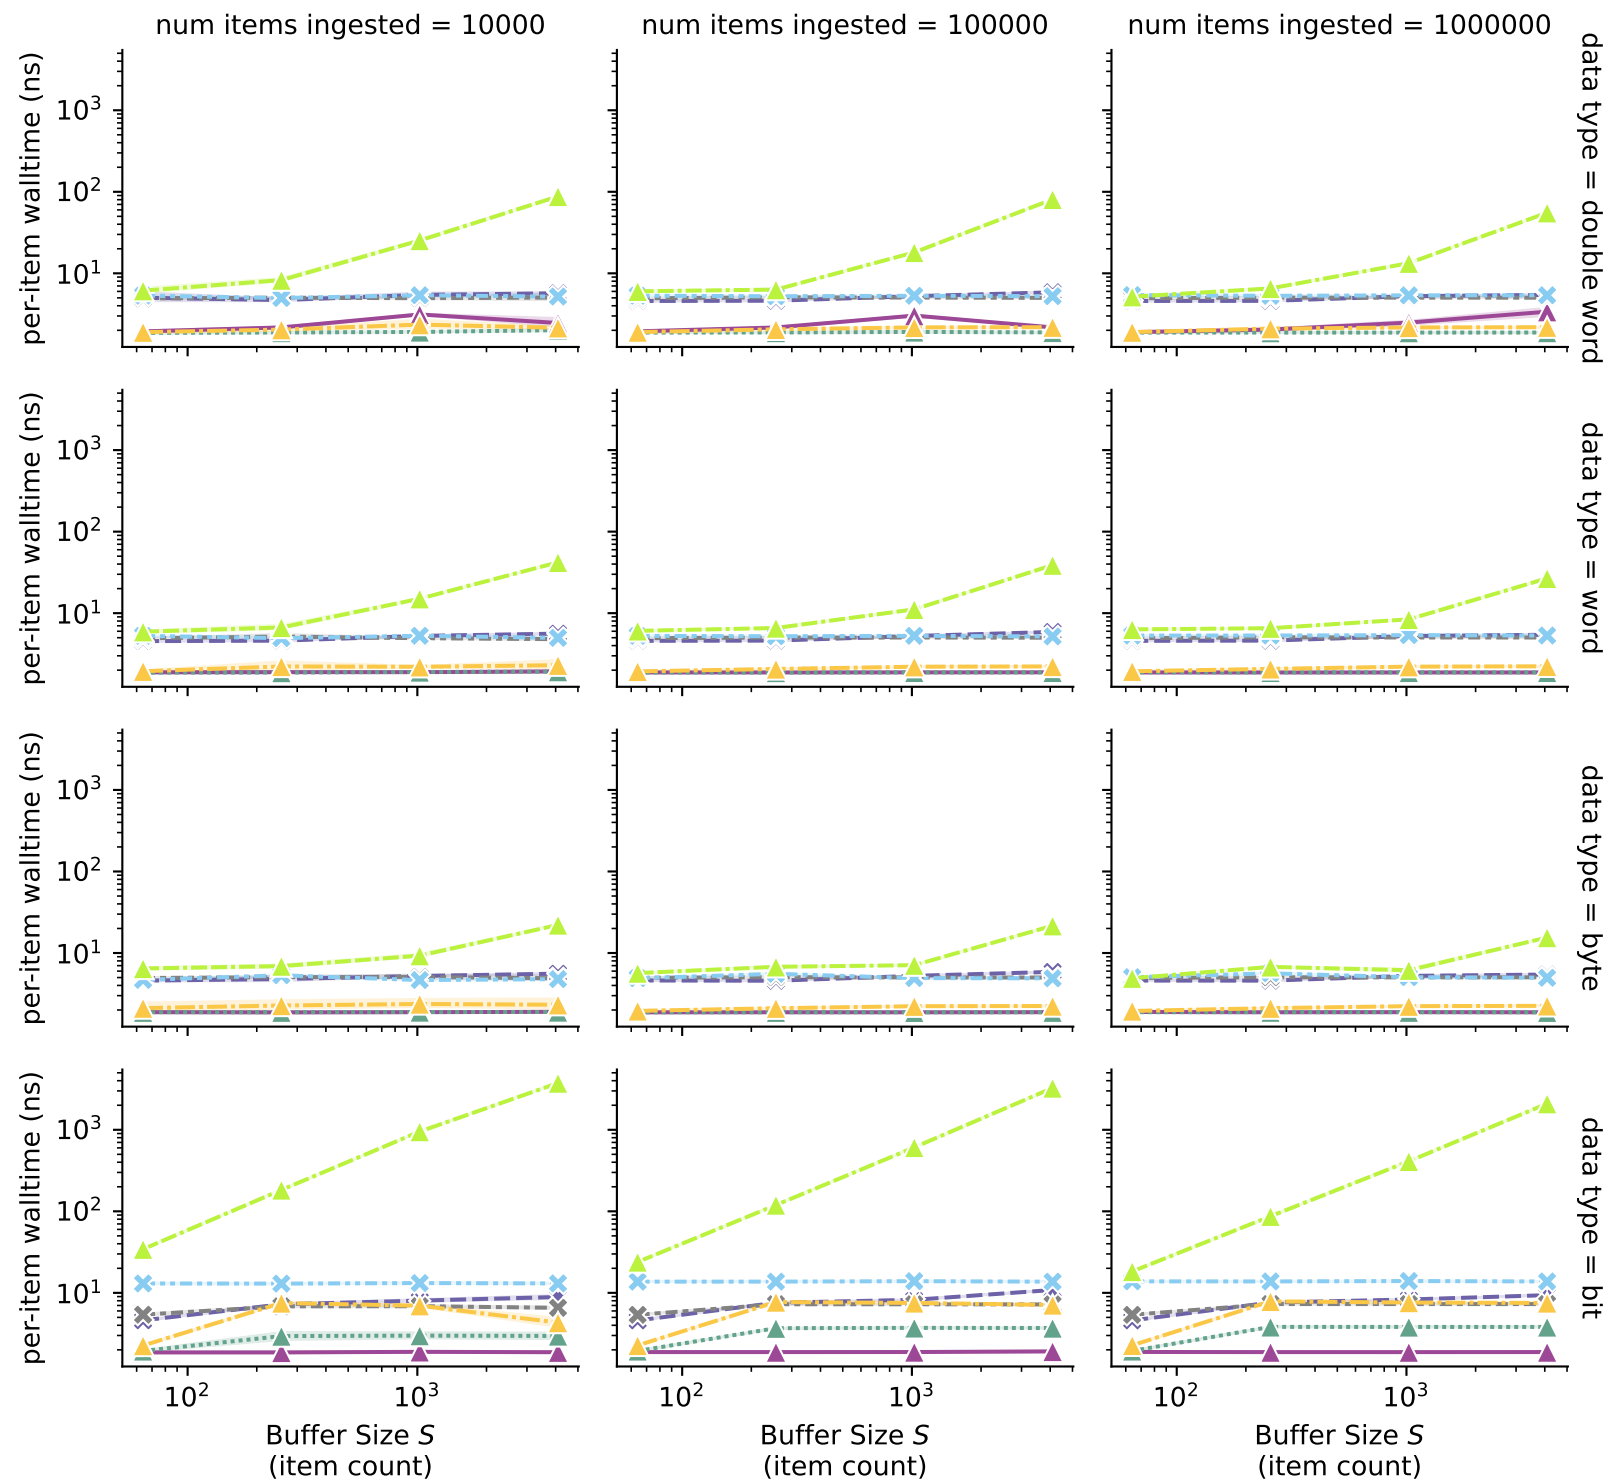 num items ingested = 10000 num items ingested = 100000 num items ingested = 1000000
per-item walltime (ns)
10³
10²
10¹
data type = double word
per-item walltime (ns)
10³
10²
10¹
data type = word
per-item walltime (ns)
10³
10²
10¹
data type = byte
per-item walltime (ns)
10³
10²
10¹
data type = bit
10² 10³ 10² 10³ 10² 10³
Buffer Size S Buffer Size S Buffer Size S
(item count) (item count) (item count)